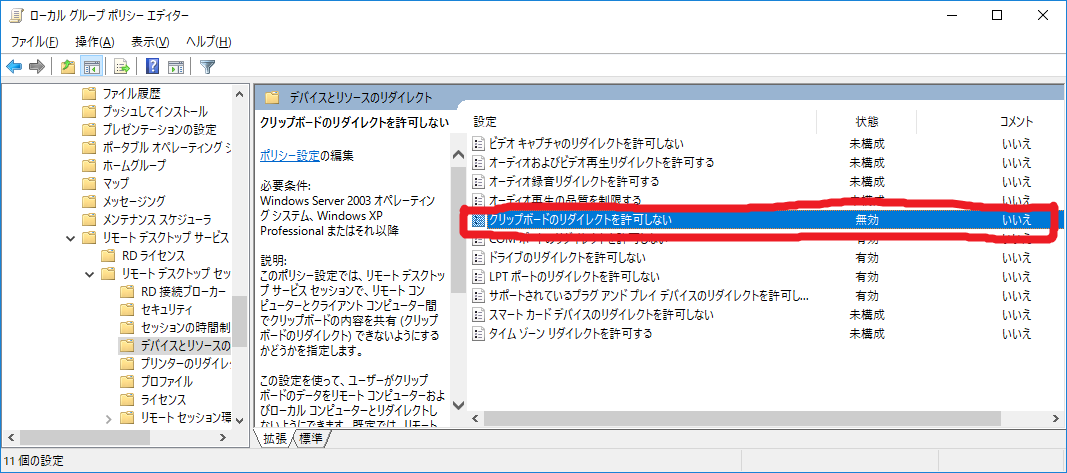 ローカル グループ ポリシー エディター
ファイル(F) 操作(A) 表示(V) ヘルプ(H)
ファイル履歴
プッシュしてインストール
プレゼンテーションの設定
ポータブル オペレーティング シ
ホームグループ
マップ
メッセージング
メンテナンス スケジューラ
リモート デスクトップ サービス
RD ライセンス
リモート デスクトップ セッ
RD 接続ブローカー
セキュリティ
セッションの時間制
デバイスとリソースの
プリンターのリダイレ
プロファイル
ライセンス
リモート セッション環
デバイスとリソースのリダイレクト
クリップボードのリダイレクトを許可しない
ポリシー設定の編集
必要条件:
Windows Server 2003 オペレーティン
グ システム、Windows XP
Professional またはそれ以降
説明:
このポリシー設定では、リモート デスクトッ
プ サービス セッションで、リモート コン
ピューターとクライアント コンピューター間
でクリップボードの内容を共有 (クリップ
ボードのリダイレクト) できないようにする
かどうかを指定します。
この設定を使って、ユーザーがクリップ
ボードのデータをリモート コンピューターおよ
びローカル コンピューターとリダイレクトし
ないようにできます。既定では、リモート
設定 状態 コメント
ビデオ キャプチャのリダイレクトを許可しない 未構成 いいえ
オーディオおよびビデオ再生リダイレクトを許可する 未構成 いいえ
オーディオ録音リダイレクトを許可する 未構成 いいえ
オーディオ再生の品質を制限する 未構成 いいえ
クリップボードのリダイレクトを許可しない 無効 いいえ
COM ポートのリダイレクトを許可しない 有効 いいえ
ドライブのリダイレクトを許可しない 有効 いいえ
LPT ポートのリダイレクトを許可しない 有効 いいえ
サポートされているプラグ アンド プレイ デバイスのリダイレクトを許可し... 有効 いいえ
スマート カード デバイスのリダイレクトを許可しない 未構成 いいえ
タイム ゾーン リダイレクトを許可する 未構成 いいえ
拡張 標準
11 個の設定